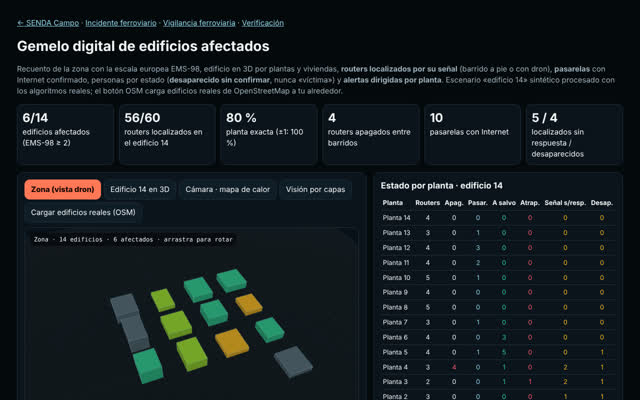 ← SENDA Campo · Incidente ferroviario · Vigilancia ferroviaria · Verificación
Gemelo digital de edificios afectados
Recuento de la zona con la escala europea EMS-98, edificio en 3D por plantas y viviendas, routers localizados por su señal (barrido a pie o con dron), pasarelas con
Internet confirmado, personas por estado (desaparecido sin confirmar, nunca «víctima») y alertas dirigidas por planta. Escenario «edificio 14» sintético procesado con
los algoritmos reales; el botón OSM carga edificios reales de OpenStreetMap a tu alrededor.
6/14
edificios afectados
(EMS-98 ≥ 2)
56/60
routers localizados en
el edificio 14
80 %
planta exacta (±1: 100
%)
4
routers apagados entre
barridos
10
pasarelas con Internet
5 / 4
localizados sin
respuesta /
desaparecidos
Zona (vista dron)
Edificio 14 en 3D
Cámara · mapa de calor
Visión por capas
Cargar edificios reales (OSM)
Zona · 14 edificios · 6 afectados · arrastra para rotar
Estado por planta · edificio 14
Planta Routers Apag. Pasar. A salvo Atrap. Señal s/resp. Desap.
Planta 14 4 0 0 0 0 0 0
Planta 13 3 0 1 0 0 0 0
Planta 12 4 0 3 0 0 0 0
Planta 11 4 0 2 0 0 0 0
Planta 10 5 0 1 0 0 0 0
Planta 9 4 0 0 0 0 0 0
Planta 8 5 0 0 0 0 0 0
Planta 7 3 0 1 0 0 0 0
Planta 6 4 0 0 3 0 0 0
Planta 5 4 0 1 5 0 0 1
Planta 4 3 4 0 1 0 2 1
Planta 3 2 0 0 1 1 2 1
Planta 2 3 0 0 0 0 1 1